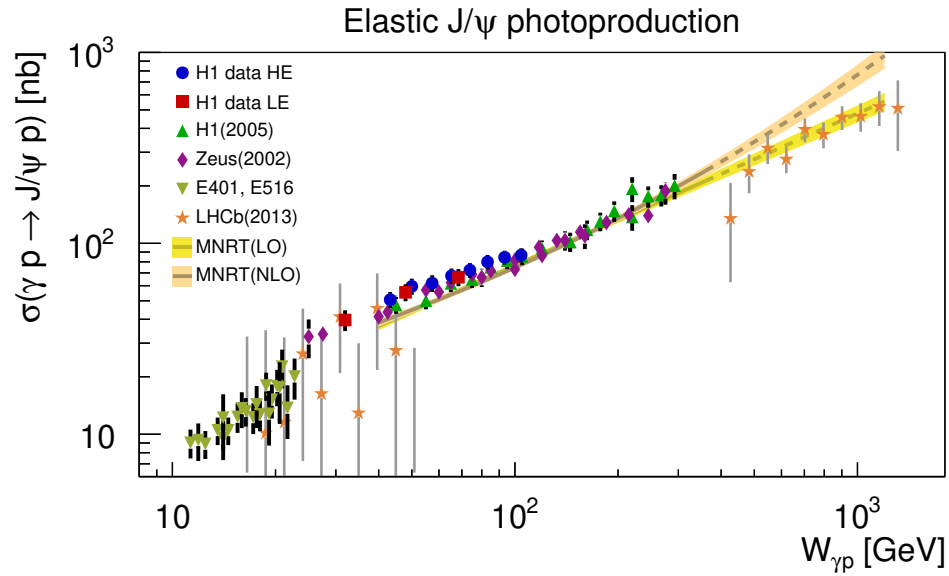 Elastic J/ψ photoproduction
σ(γ p → J/ψ p) [nb]
10³
10²
10
H1 data HE
H1 data LE
H1(2005)
Zeus(2002)
E401, E516
LHCb(2013)
MNRT(LO)
MNRT(NLO)
10
10²
10³
W_γp [GeV]